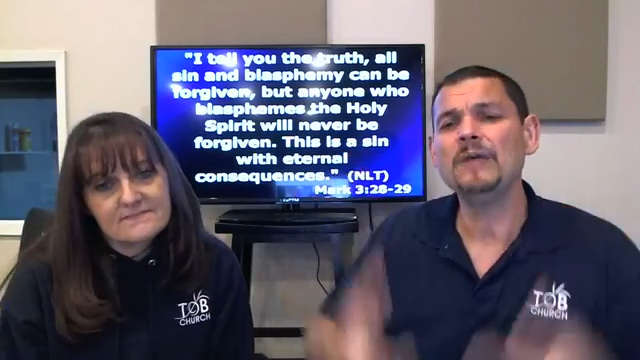 "I tell you the truth, all
sin and blasphemy can be
forgiven, but anyone who
blasphemes the Holy
Spirit will never be
forgiven. This is a sin
with eternal
consequences." (NLT)
Mark 3:28-29
TOB
CHURCH
TOB
CHURCH